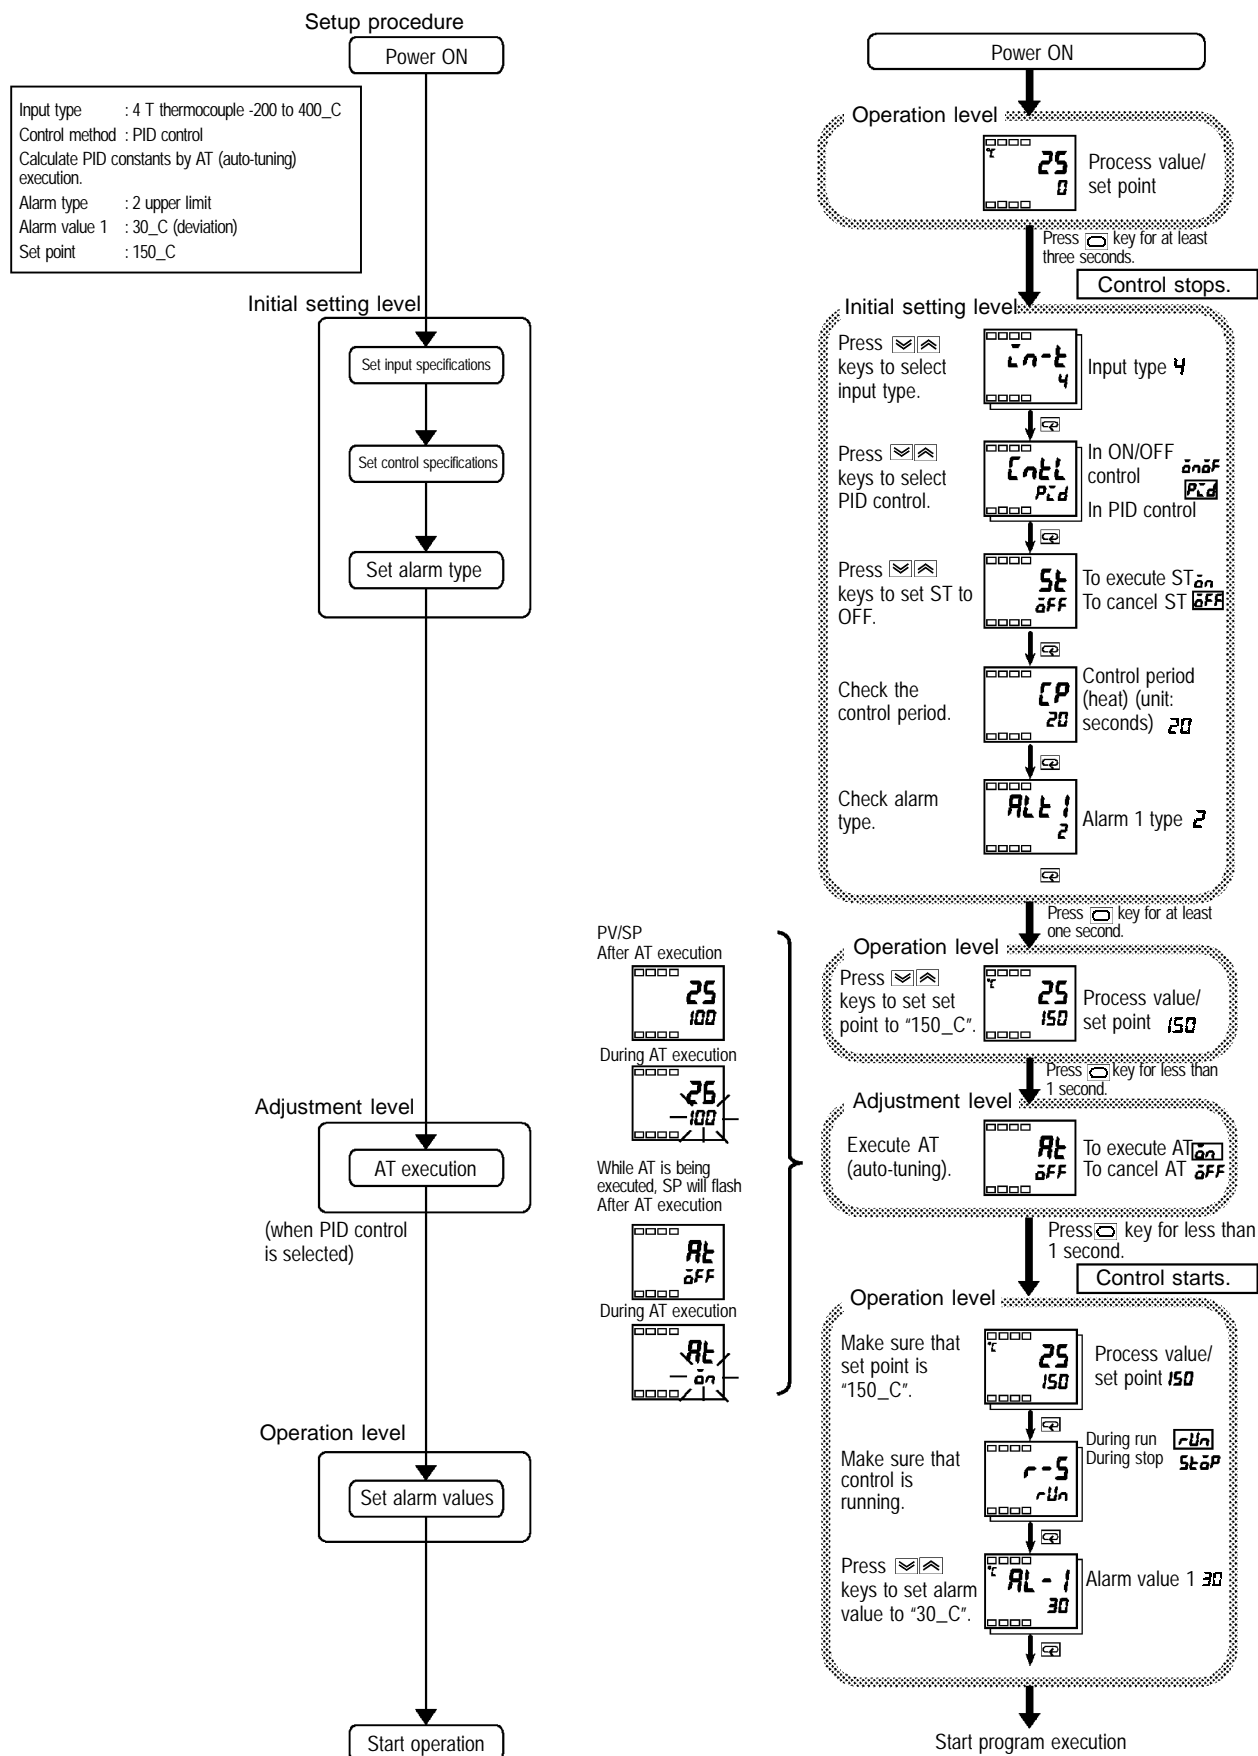 Setup procedure
Power ON
Input type : 4 T thermocouple -200 to 400_C
Control method : PID control
Calculate PID constants by AT (auto-tuning)
execution.
Alarm type : 2 upper limit
Alarm value 1 : 30_C (deviation)
Set point : 150_C
Initial setting level
Set input specifications
Set control specifications
Set alarm type
Adjustment level
AT execution
(when PID control
is selected)
Operation level
Set alarm values
Start operation
PV/SP
After AT execution
25
100
During AT execution
26
100
While AT is being
executed, SP will flash
After AT execution
At
oFF
During AT execution
At
on
Power ON
Operation level
°C
25
0
Process value/
set point
Press key for at least
three seconds.
Control stops.
Initial setting level
Press
keys to select
input type.
in-t
4
Input type 4
Press
keys to select
PID control.
Cntl
Pid
In ON/OFF
control onoF
Pid
In PID control
Press
keys to set ST to
OFF.
St
oFF
To execute ST on
To cancel ST oFF
Check the
control period.
CP
20
Control period
(heat) (unit:
seconds) 20
Check alarm
type.
ALt1
2
Alarm 1 type 2
Press key for at least
one second.
Operation level
Press
keys to set set
point to "150_C".
°C
25
150
Process value/
set point 150
Press key for less than
1 second.
Adjustment level
Execute AT
(auto-tuning).
At
oFF
To execute AT on
To cancel AT oFF
Press key for less than
1 second.
Control starts.
Operation level
Make sure that
set point is
"150_C".
°C
25
150
Process value/
set point 150
Make sure that
control is
running.
r-S
rUn
During run rUn
During stop StoP
Press
keys to set alarm
value to "30_C".
°C
AL-1
30
Alarm value 1 30
Start program execution